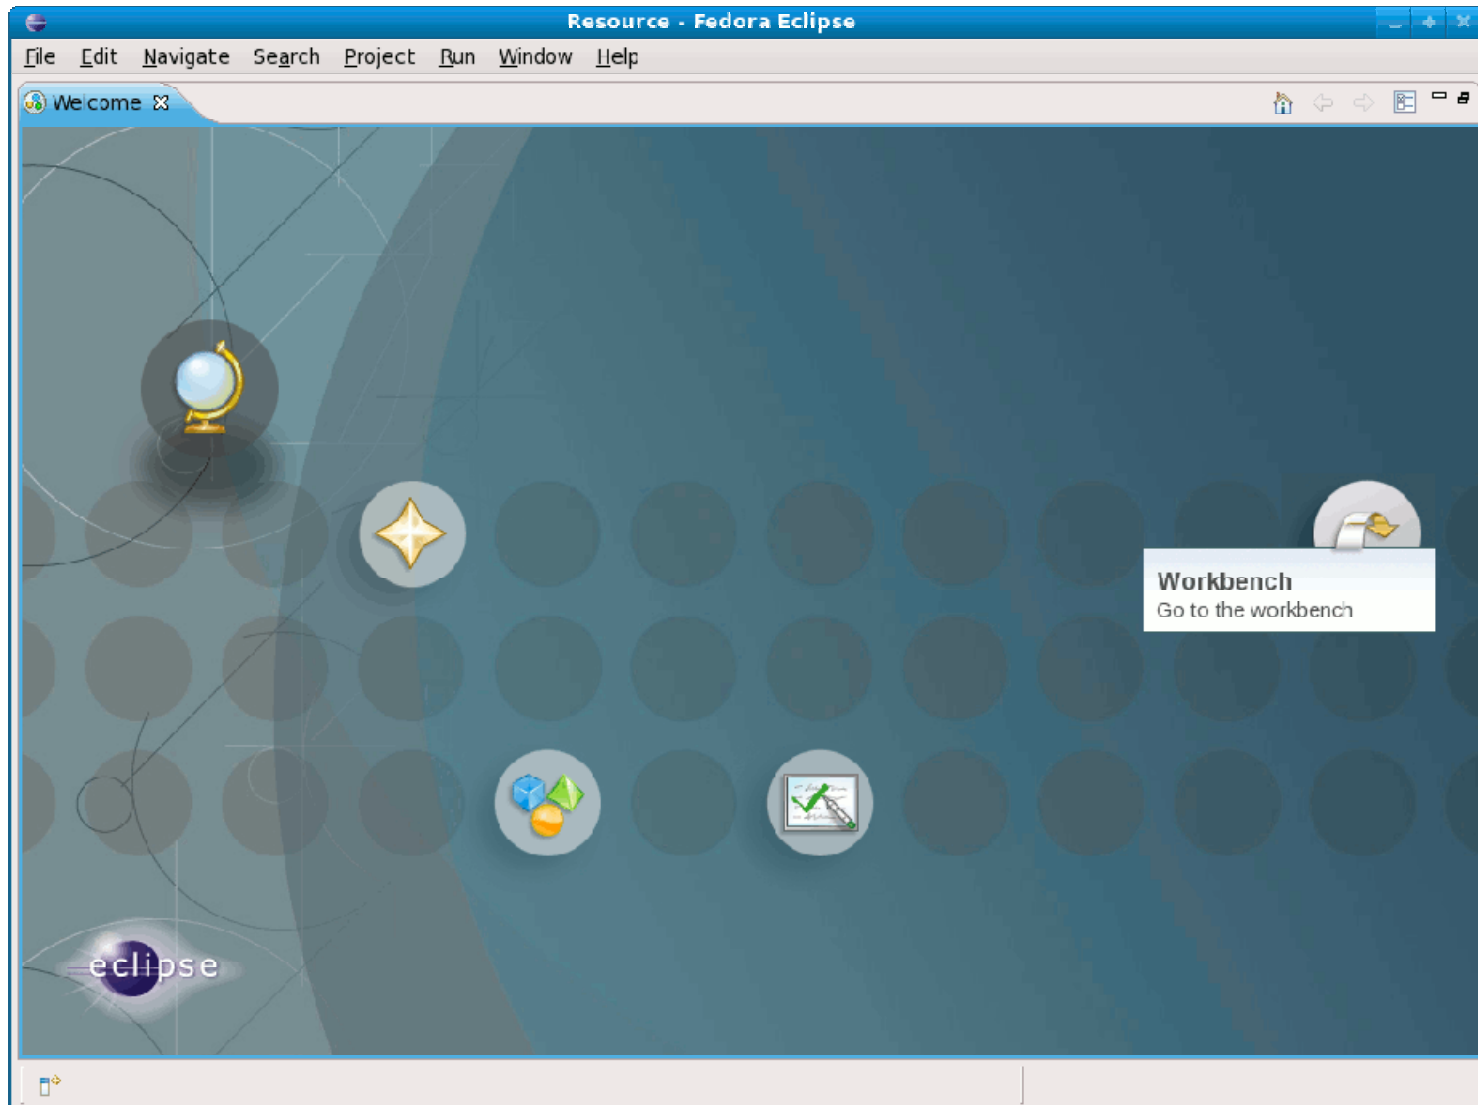 Resource - Fedora Eclipse
File Edit Navigate Search Project Run Window Help
Welcome
Workbench
Go to the workbench
eclipse